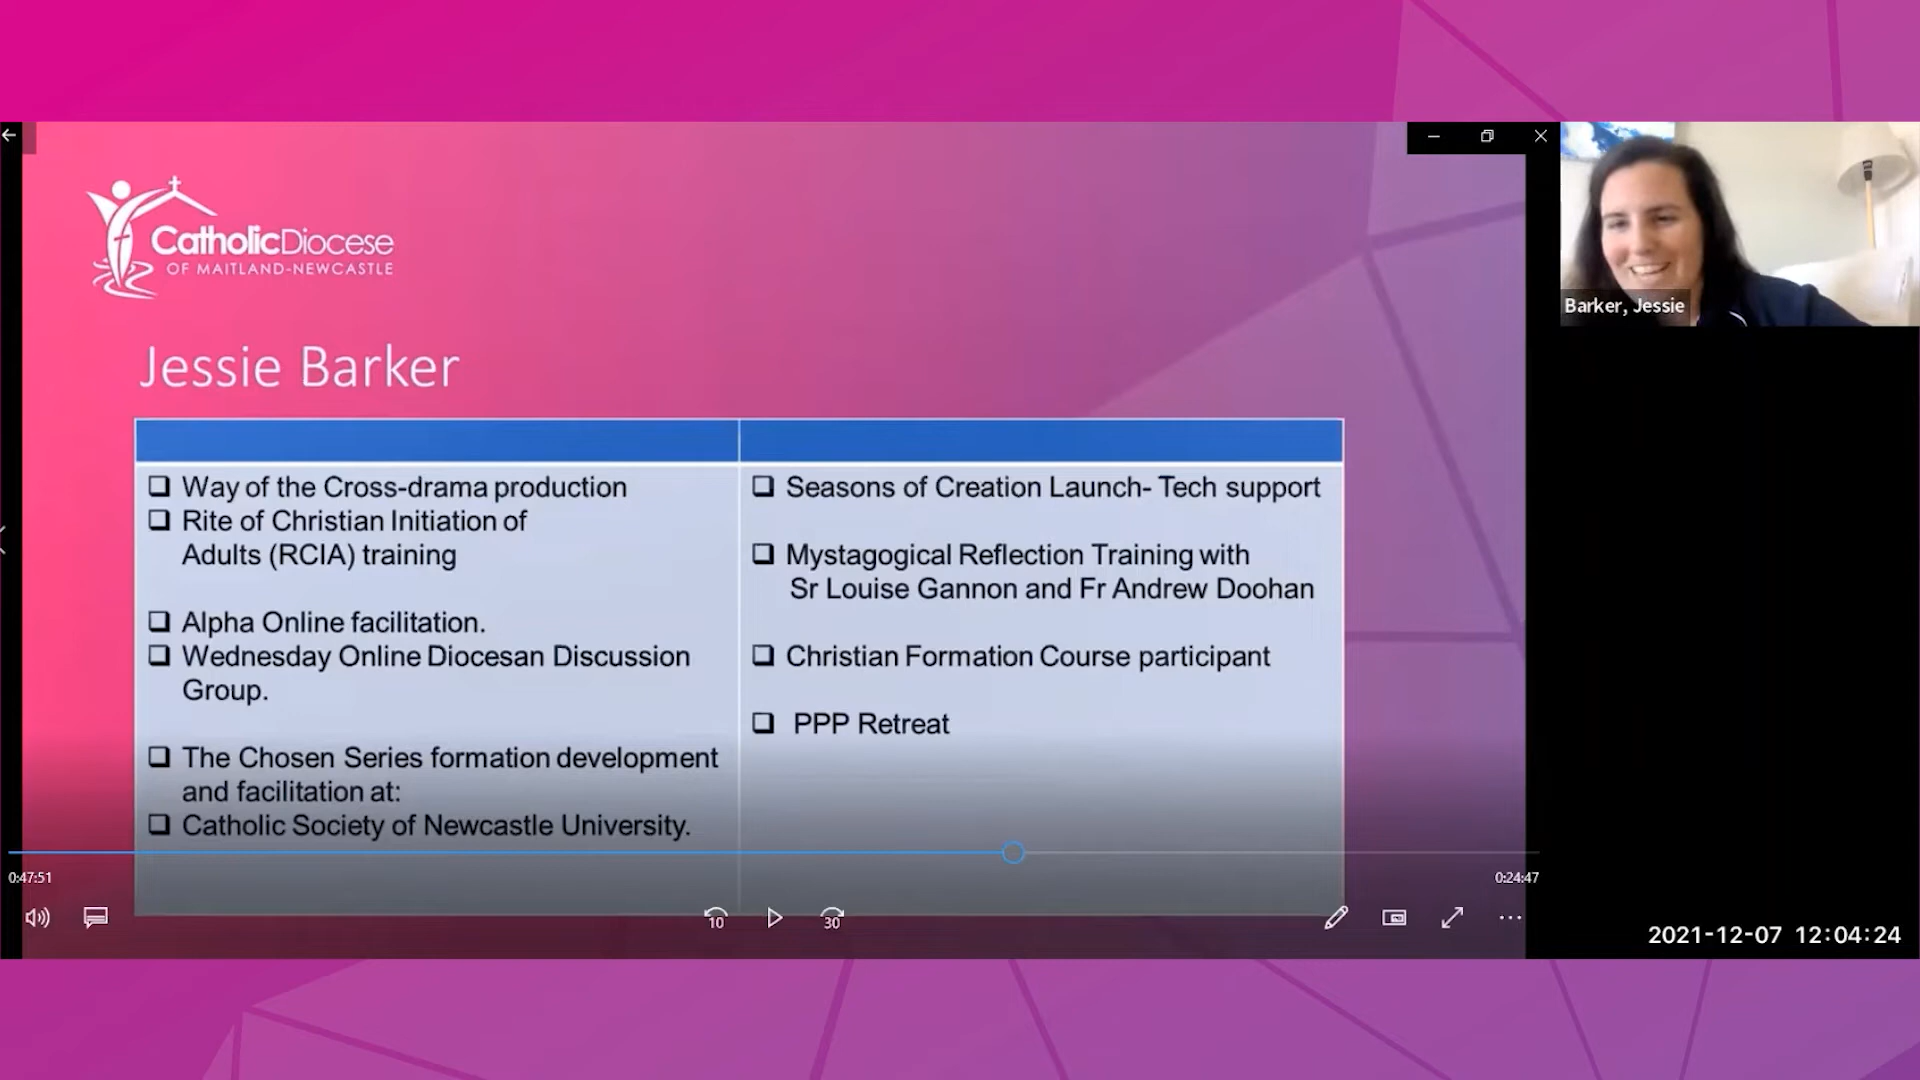 CatholicDiocese
OF MAITLAND-NEWCASTLE
Jessie Barker
Way of the Cross-drama production
Rite of Christian Initiation of
Adults (RCIA) training
Alpha Online facilitation.
Wednesday Online Diocesan Discussion
Group.
The Chosen Series formation development
and facilitation at:
Catholic Society of Newcastle University.
Seasons of Creation Launch- Tech support
Mystagogical Reflection Training with
Sr Louise Gannon and Fr Andrew Doohan
Christian Formation Course participant
PPP Retreat
Barker, Jessie
0:47:51
0:24:47
10
30
2021-12-07 12:04:24